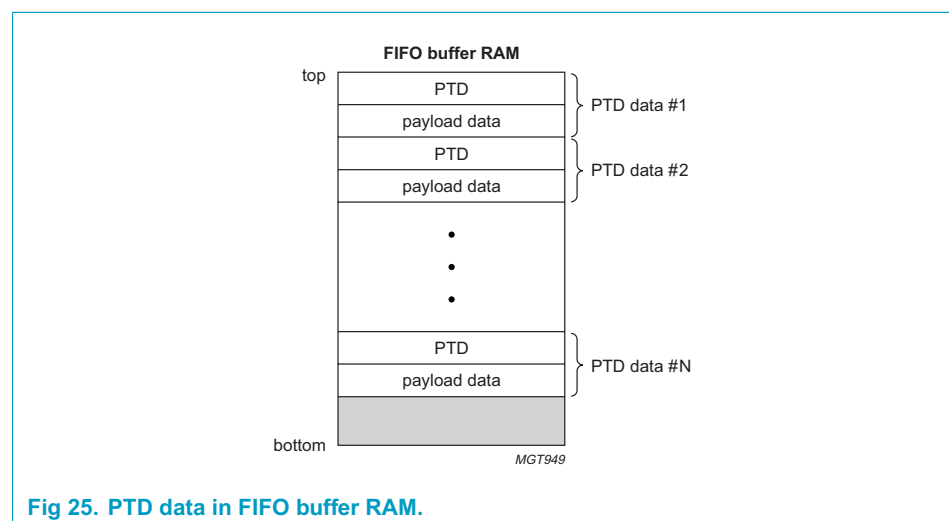 FIFO buffer RAM
top
PTD
payload data
PTD data #1
PTD
payload data
PTD data #2
PTD
payload data
PTD data #N
bottom
MGT949
Fig 25. PTD data in FIFO buffer RAM.